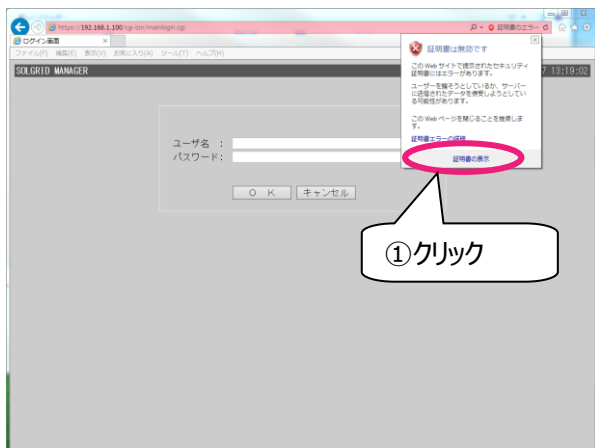 https://192.168.1.100/cgi-bin/mainlogin.cgi
証明書のエラー
ログイン画面
ファイル(F) 編集(E) 表示(V) お気に入り(A) ツール(T) ヘルプ(H)
SOLGRID MANAGER
7 13:19:02
証明書は無効です
この Web サイトで提示されたセキュリティ
証明書にはエラーがあります。
ユーザーを騙そうとしているか、サーバー
に送信されたデータを傍受しようとしてい
る可能性があります。
この Web ページを閉じることを推奨しま
す。
証明書エラーの詳細
証明書の表示
ユーザ名 :
パスワード:
O K キャンセル
①クリック